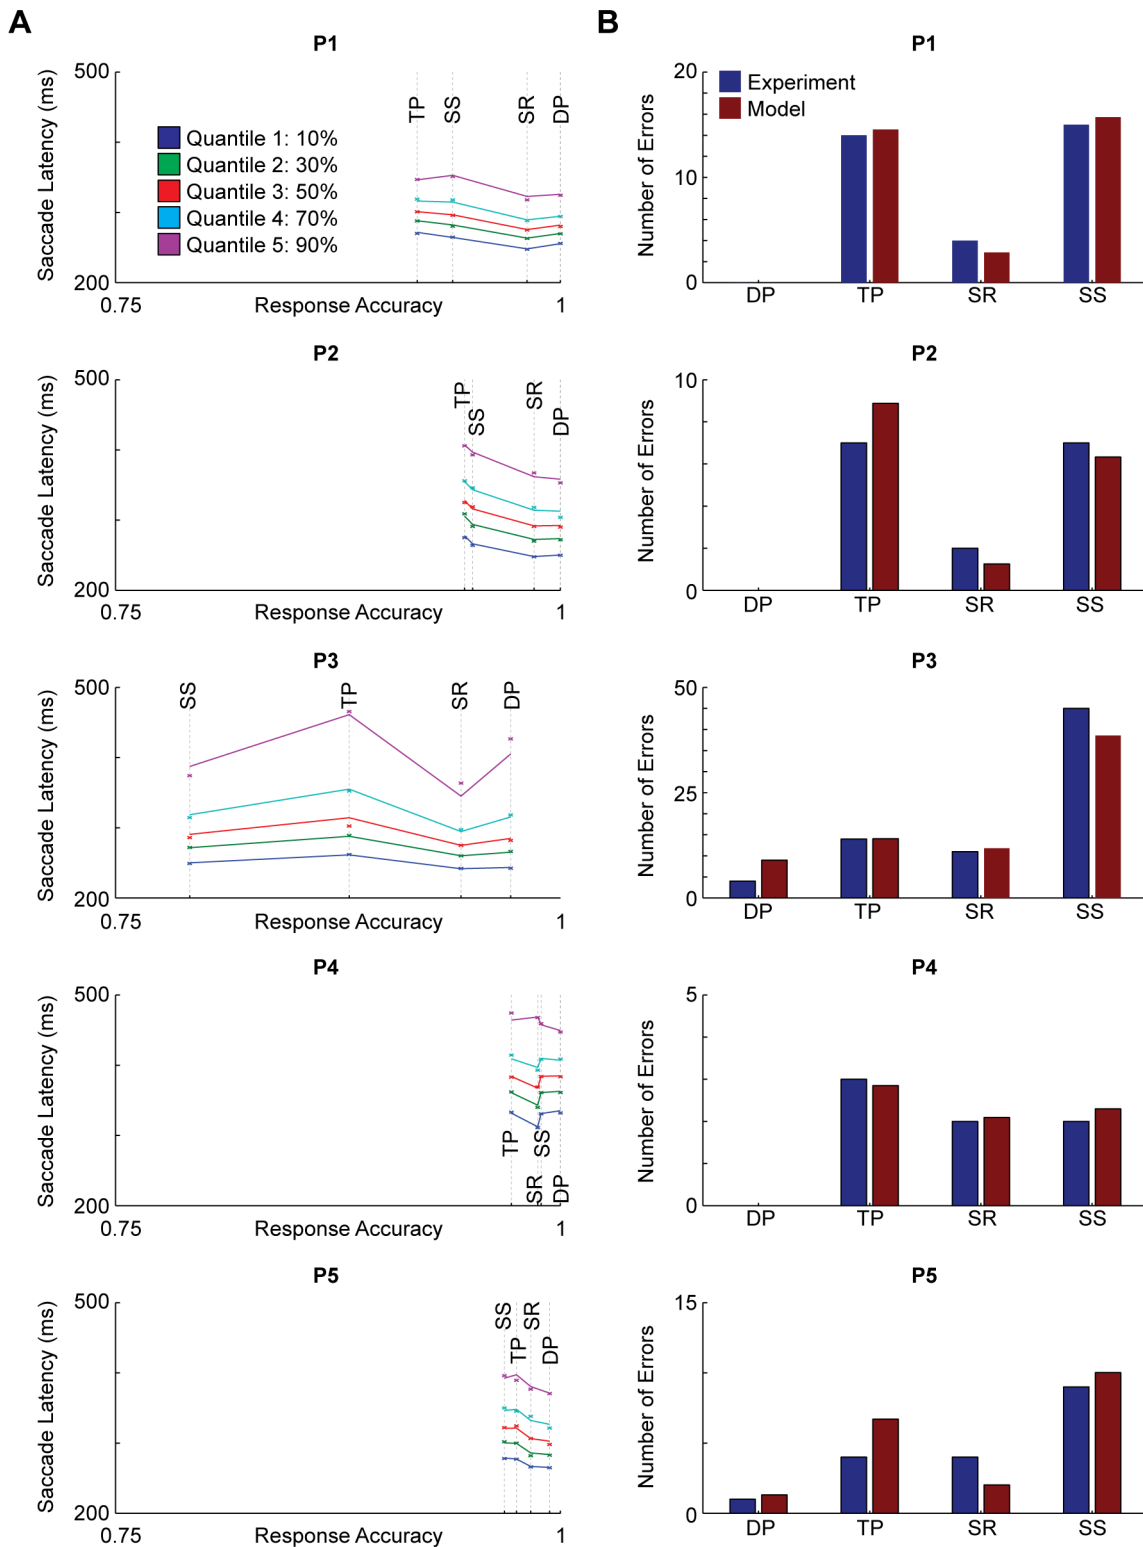 A
B
P1
500
200
Saccade Latency (ms)
TP
SS
SR
DP
Quantile 1: 10%
Quantile 2: 30%
Quantile 3: 50%
Quantile 4: 70%
Quantile 5: 90%
0.75
Response Accuracy
1
P1
20
10
0
Number of Errors
Experiment
Model
DP
TP
SR
SS
P2
500
200
Saccade Latency (ms)
TP
SS
SR
DP
0.75
Response Accuracy
1
P2
10
0
Number of Errors
DP
TP
SR
SS
P3
500
200
Saccade Latency (ms)
SS
TP
SR
DP
0.75
Response Accuracy
1
P3
50
25
0
Number of Errors
DP
TP
SR
SS
P4
500
200
Saccade Latency (ms)
TP
SR
SS
DP
0.75
Response Accuracy
1
P4
5
0
Number of Errors
DP
TP
SR
SS
P5
500
200
Saccade Latency (ms)
SS
TP
SR
DP
0.75
Response Accuracy
1
P5
15
0
Number of Errors
DP
TP
SR
SS